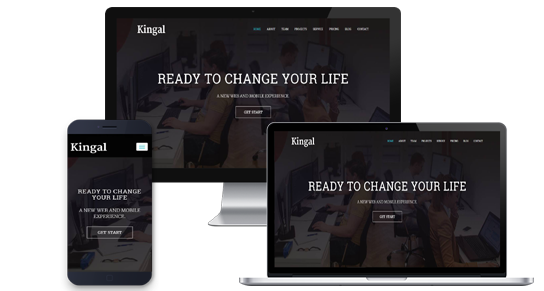 Kingal
HOME ABOUT TEAM PROJECTS SERVICE PRICING BLOG CONTACT
READY TO CHANGE YOUR LIFE
A NEW WEB AND MOBILE EXPERIENCE
GET START
Kingal
READY TO CHANGE
YOUR LIFE
A NEW WEB AND MOBILE
EXPERIENCE
GET START
Kingal
HOME ABOUT TEAM PROJECTS SERVICE PRICING BLOG CONTACT
READY TO CHANGE YOUR LIFE
A NEW WEB AND MOBILE EXPERIENCE
GET START